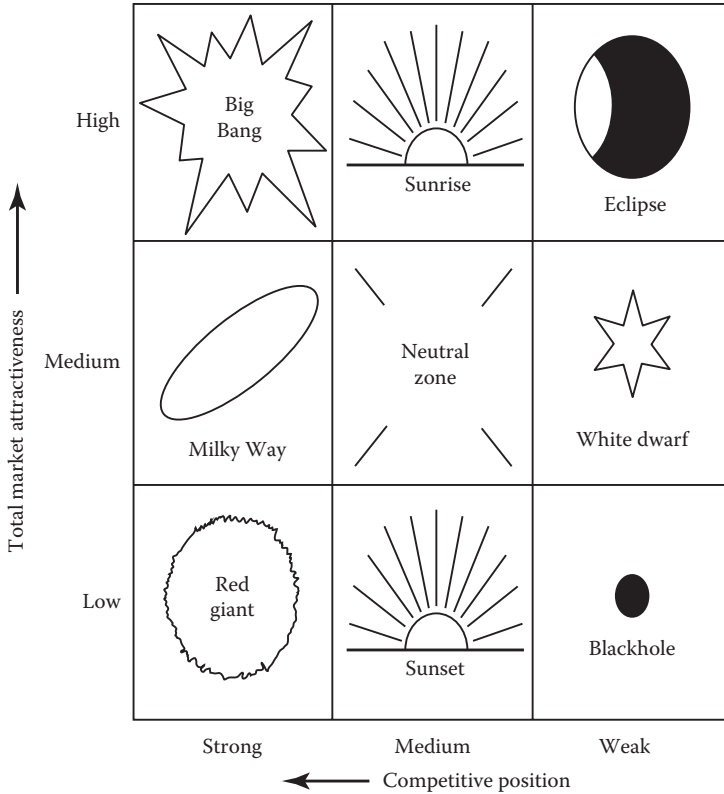 Big
Bang
High
Sunrise
Eclipse
Total market attractiveness
Medium
Neutral
zone
Milky Way
White dwarf
Red
giant
Low
Sunset
Blackhole
Strong
Medium
Weak
Competitive position